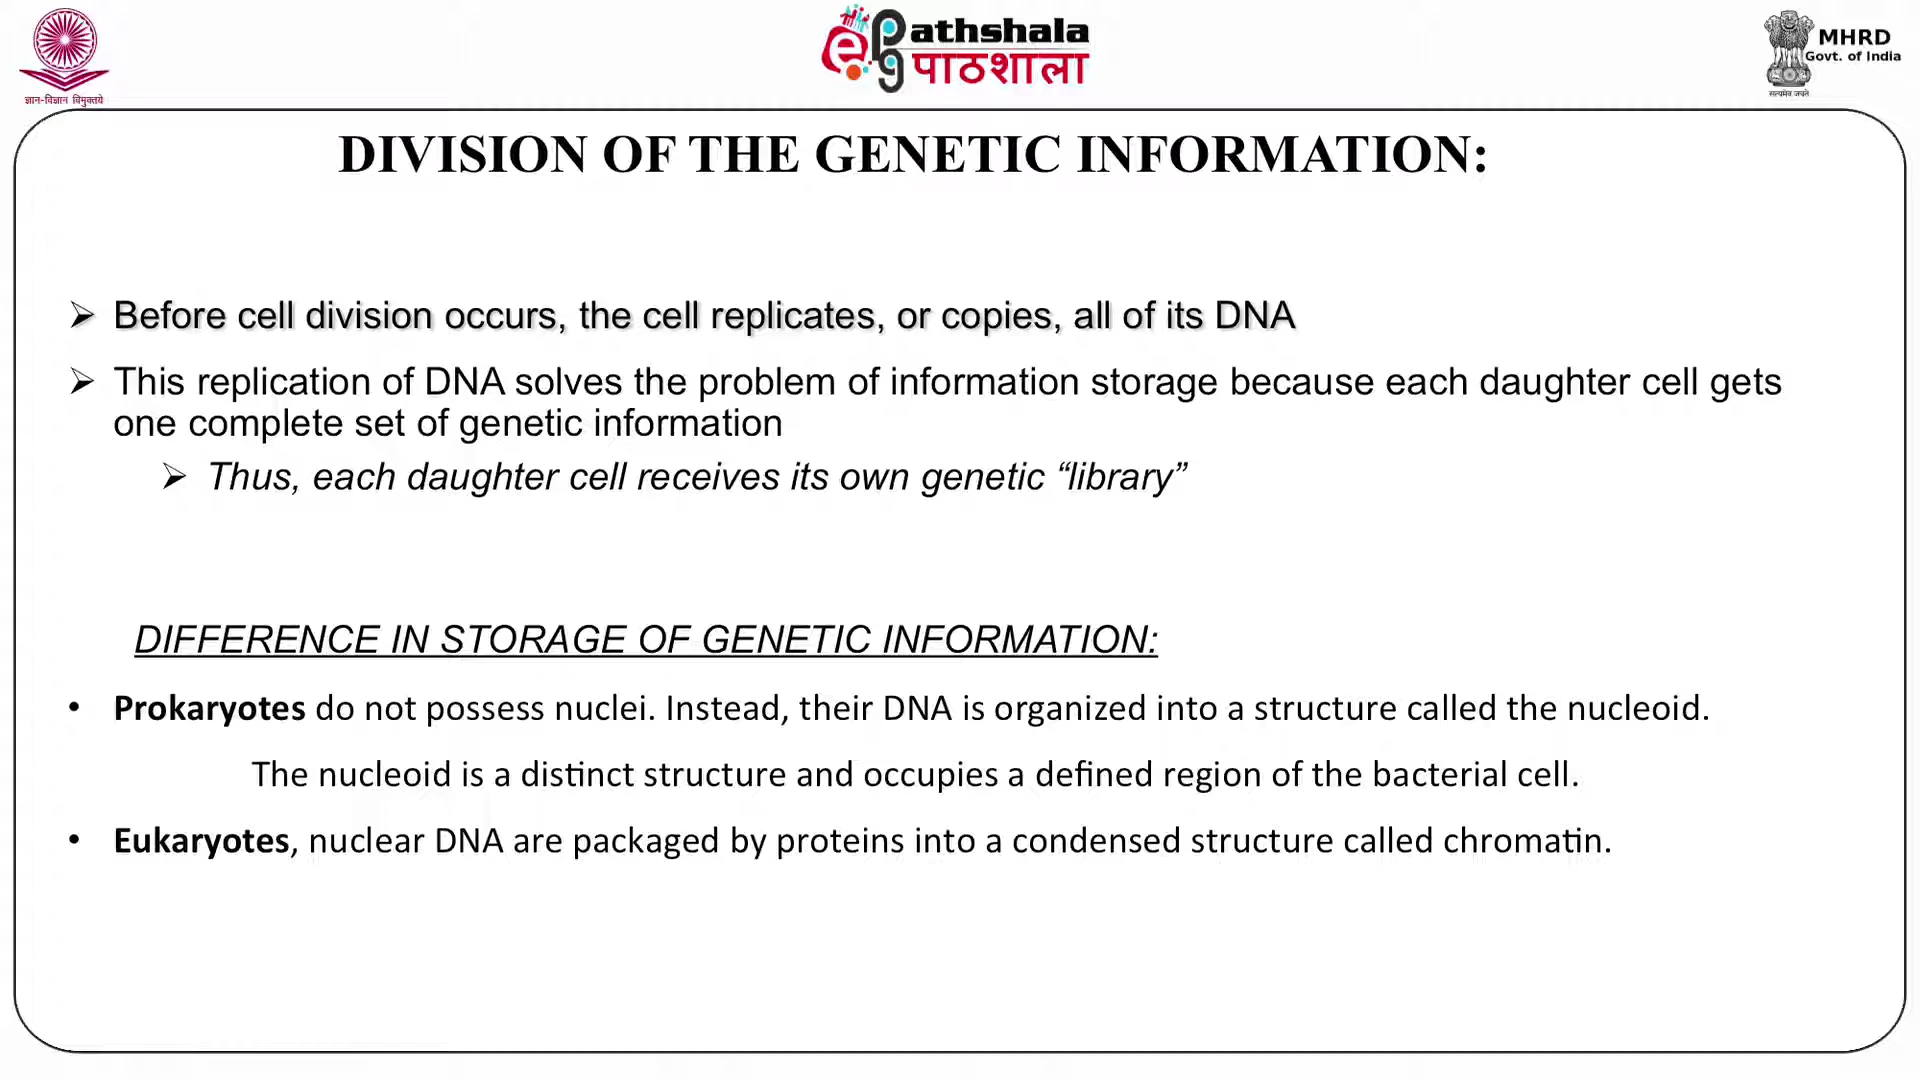 ज्ञान-विज्ञान विमुक्तये
ePG
athshala
पाठशाला
MHRD
Govt. of India
सत्यमेव जयते
DIVISION OF THE GENETIC INFORMATION:
➢ Before cell division occurs, the cell replicates, or copies, all of its DNA
➢ This replication of DNA solves the problem of information storage because each daughter cell gets
one complete set of genetic information
➢ Thus, each daughter cell receives its own genetic “library”
DIFFERENCE IN STORAGE OF GENETIC INFORMATION:
• Prokaryotes do not possess nuclei. Instead, their DNA is organized into a structure called the nucleoid.
The nucleoid is a distinct structure and occupies a defined region of the bacterial cell.
• Eukaryotes, nuclear DNA are packaged by proteins into a condensed structure called chromatin.